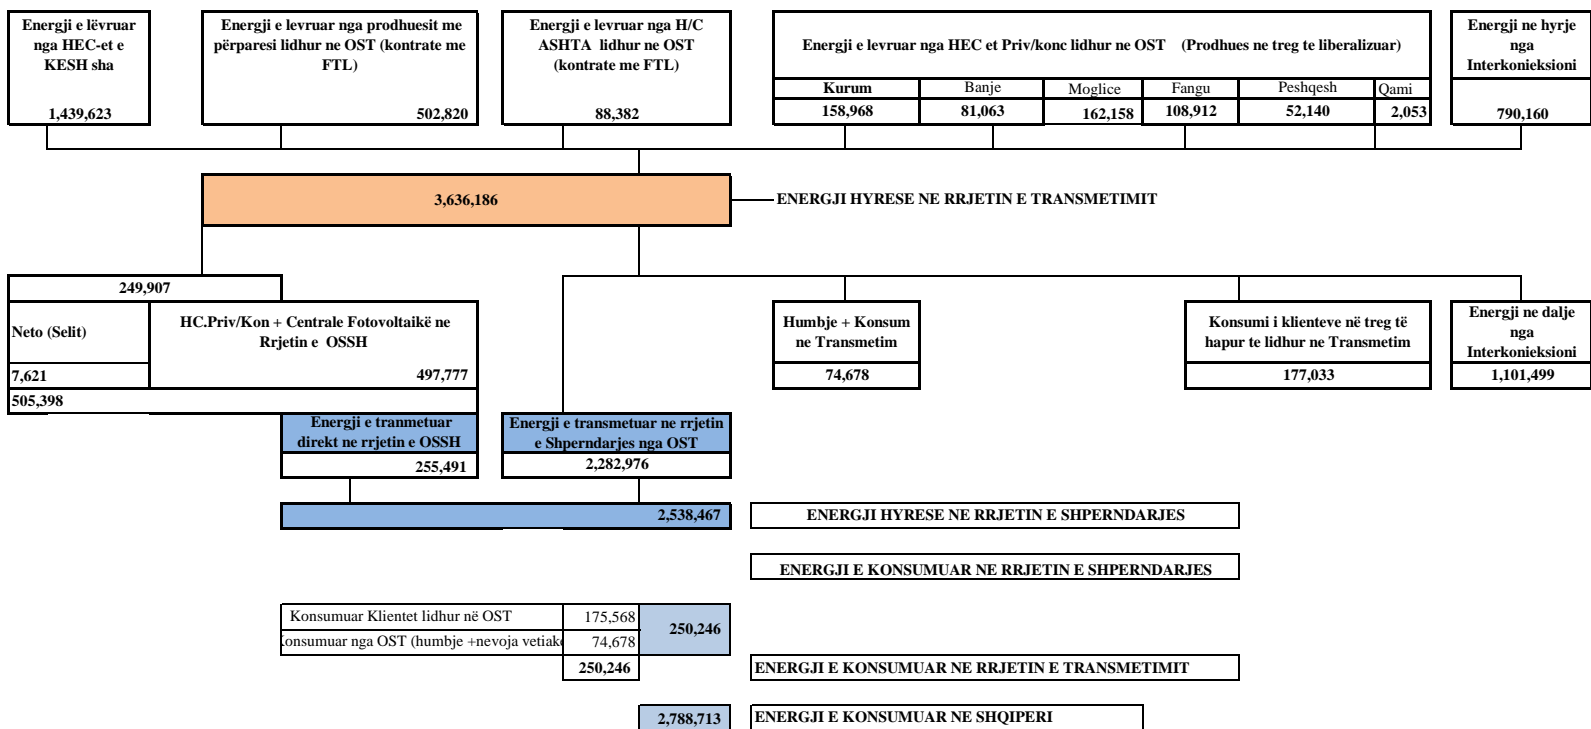 Energji e lëvruar
nga HEC-et e
KESH sha
1,439,623
Energji e levruar nga prodhuesit me
përparesi lidhur ne OST (kontrate me
FTL)
502,820
Energji e levruar nga H/C
ASHTA lidhur ne OST
(kontrate me FTL)
88,382
Energji e levruar nga HEC et Priv/konc lidhur ne OST (Prodhues ne treg te liberalizuar)
Kurum Banje Moglice Fangu Peshqesh Qami
158,968 81,063 162,158 108,912 52,140 2,053
Energji ne hyrje
nga
Interkonieksioni
790,160
3,636,186
ENERGJI HYRESE NE RRJETIN E TRANSMETIMIT
249,907
Neto (Selit)
7,621
HC.Priv/Kon + Centrale Fotovoltaikë ne
Rrjetin e OSSH
497,777
505,398
Humbje + Konsum
ne Transmetim
74,678
Konsumi i klienteve në treg të
hapur te lidhur ne Transmetim
177,033
Energji ne dalje
nga
Interkonieksioni
1,101,499
Energji e tranmetuar
direkt ne rrjetin e OSSH
255,491
Energji e transmetuar ne rrjetin
e Shperndarjes nga OST
2,282,976
2,538,467
ENERGJI HYRESE NE RRJETIN E SHPERNDARJES
ENERGJI E KONSUMUAR NE RRJETIN E SHPERNDARJES
Konsumuar Klientet lidhur në OST 175,568
250,246
onsumuar nga OST (humbje +nevoja vetiak 74,678
250,246
ENERGJI E KONSUMUAR NE RRJETIN E TRANSMETIMIT
2,788,713
ENERGJI E KONSUMUAR NE SHQIPERI